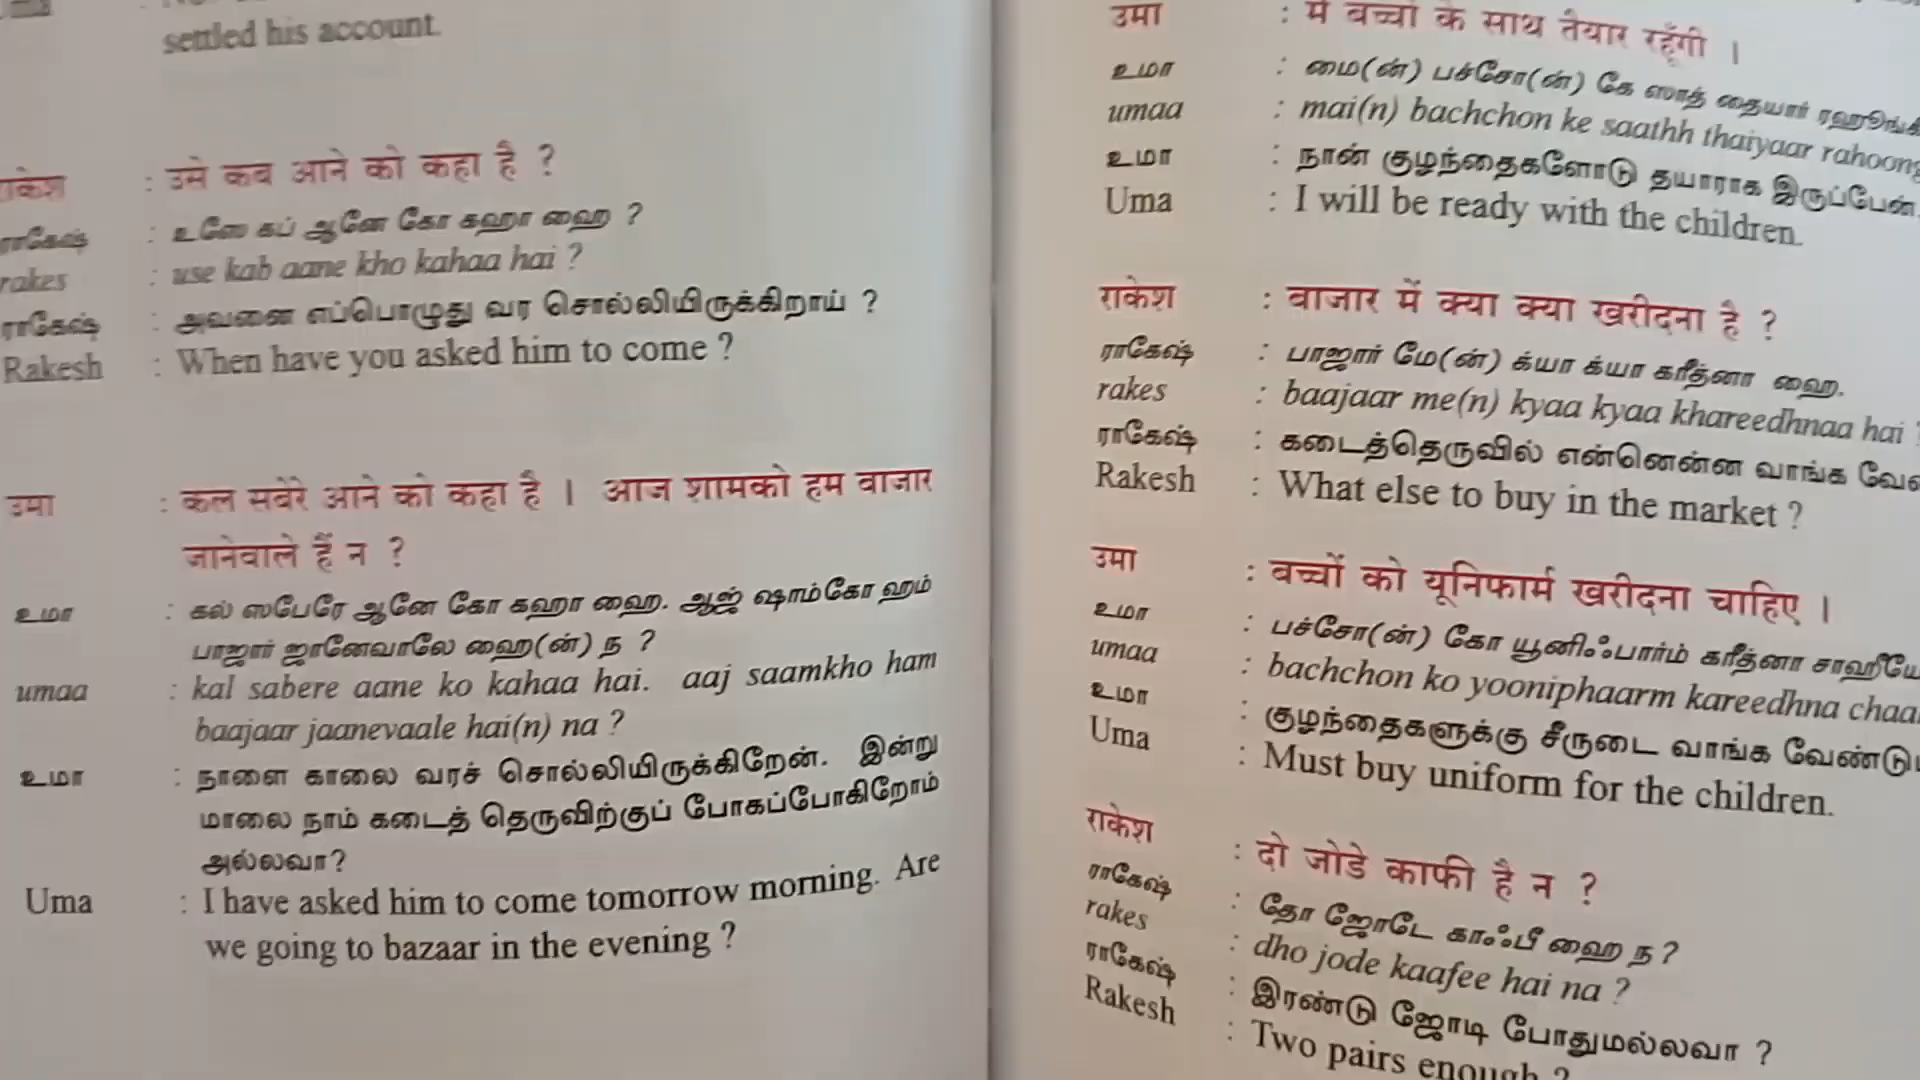 settled his account.
राकेश : उसे कब आने को कहा है ?
ராகேஷ் : உஸே கப் ஆனே கோ கஹா ஹை ?
rakes : use kab aane kho kahaa hai ?
ராகேஷ் : அவனை எப்பொழுது வர சொல்லியிருக்கிறாய் ?
Rakesh : When have you asked him to come ?
उमा : कल सबेरे आने को कहा है । आज शामको हम बाजार
जानेवाले हैं न ?
உமா : கல் ஸபேரே ஆனே கோ கஹா ஹை. ஆஜ் ஷாம்கோ ஹம்
பாஜார் ஜானேவாலே ஹை(ன்) ந ?
umaa : kal sabere aane ko kahaa hai. aaj saamkho ham
baajaar jaanevaale hai(n) na ?
உமா : நாளை காலை வரச் சொல்லியிருக்கிறேன். இன்று
மாலை நாம் கடைத் தெருவிற்குப் போகப்போகிறோம்
அல்லவா?
Uma : I have asked him to come tomorrow morning. Are
we going to bazaar in the evening ?
उमा : मैं बच्चों के साथ तैयार रहूँगी ।
உமா : மை(ன்) பச்சோ(ன்) கே ஸாத் தையார்
umaa : mai(n) bachchon ke saathh thaiyaar
உமா : நான் குழந்தைகளோடு தயாராக இருப்பேன்.
Uma : I will be ready with the children.
राकेश : बाजार में क्या क्या खरीदना है ?
ராகேஷ் : பாஜார் மே(ன்) க்யா க்யா கரீத்னா ஹை.
rakes : baajaar me(n) kyaa kyaa khareedhnaa hai ?
ராகேஷ் : கடைத்தெருவில் என்னென்ன வாங்க
Rakesh : What else to buy in the market ?
उमा : बच्चों को यूनिफार्म खरीदना चाहिए ।
உமா : பச்சோ(ன்) கோ யூனிஃபார்ம் கரீத்னா
umaa : bachchon ko yooniphaarm kareedhna
உமா : குழந்தைகளுக்கு சீருடை வாங்க
Uma : Must buy uniform for the children.
राकेश : दो जोडे काफी है न ?
ராகேஷ் : தோ ஜோடே காஃபீ ஹை ந?
rakes : dho jode kaafee hai na ?
ராகேஷ் : இரண்டு ஜோடி போதுமல்லவா ?
Rakesh : Two pairs enough ?